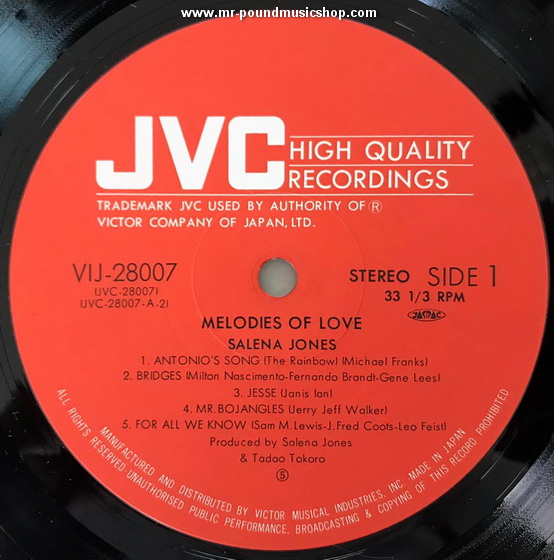 www.mr-poundmusicshop.com
JVC
HIGH QUALITY
RECORDINGS
TRADEMARK JVC USED BY AUTHORITY OF Ⓡ
VICTOR COMPANY OF JAPAN, LTD.
VIJ-28007
(JVC-28007)
(JVC-28007-A-2)
STEREO SIDE 1
33 1/3 RPM
JASRAC
MELODIES OF LOVE
SALENA JONES
1. ANTONIO'S SONG (The Rainbow) (Michael Franks)
2. BRIDGES (Milton Nascimento-Fernando Brandt-Gene Lees)
3. JESSE (Janis Ian)
4. MR. BOJANGLES (Jerry Jeff Walker)
5. FOR ALL WE KNOW (Sam M. Lewis-J. Fred Coots-Leo Feist)
Produced by Salena Jones
& Tadao Tokoro
⑤
MANUFACTURED AND DISTRIBUTED BY VICTOR MUSICAL INDUSTRIES, INC. MADE IN JAPAN
ALL RIGHTS RESERVED. UNAUTHORISED PUBLIC PERFORMANCE, BROADCASTING & COPYING OF THIS RECORD PROHIBITED